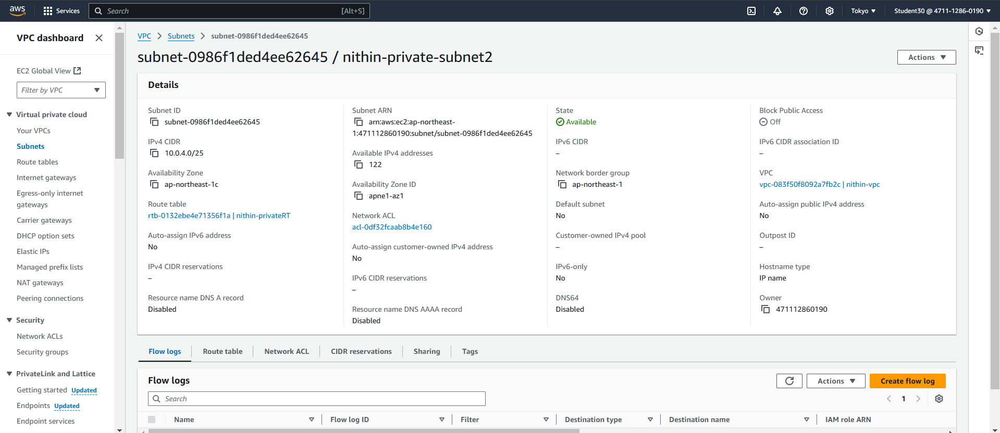 aws
Services
Search
[Alt+S]
Tokyo
Student30 @ 4711-1286-0190
VPC dashboard
EC2 Global View
Filter by VPC
Virtual private cloud
Your VPCs
Subnets
Route tables
Internet gateways
Egress-only internet
gateways
Carrier gateways
DHCP option sets
Elastic IPs
Managed prefix lists
NAT gateways
Peering connections
Security
Network ACLs
Security groups
PrivateLink and Lattice
Getting started Updated
Endpoints Updated
Endpoint services
VPC
Subnets
subnet-0986f1ded4ee62645
subnet-0986f1ded4ee62645 / nithin-private-subnet2
Actions
Details
Subnet ID
subnet-0986f1ded4ee62645
IPv4 CIDR
10.0.4.0/25
Availability Zone
ap-northeast-1c
Route table
rtb-0132ebe4e71356f1a | nithin-privateRT
Auto-assign IPv6 address
No
IPv4 CIDR reservations
–
Resource name DNS A record
Disabled
Subnet ARN
arn:aws:ec2:ap-northeast-
1:471112860190:subnet/subnet-0986f1ded4ee62645
Available IPv4 addresses
122
Availability Zone ID
apne1-az1
Network ACL
acl-0df32fcaab8b4e160
Auto-assign customer-owned IPv4 address
No
IPv6 CIDR reservations
–
Resource name DNS AAAA record
Disabled
State
Available
IPv6 CIDR
–
Network border group
ap-northeast-1
Default subnet
No
Customer-owned IPv4 pool
–
IPv6-only
No
DNS64
Disabled
Block Public Access
Off
IPv6 CIDR association ID
–
VPC
vpc-083f50f8092a7fb2c | nithin-vpc
Auto-assign public IPv4 address
No
Outpost ID
–
Hostname type
IP name
Owner
471112860190
Flow logs
Route table
Network ACL
CIDR reservations
Sharing
Tags
Flow logs
Actions
Create flow log
Search
1
Name
Flow log ID
Filter
Destination type
Destination name
IAM role ARN